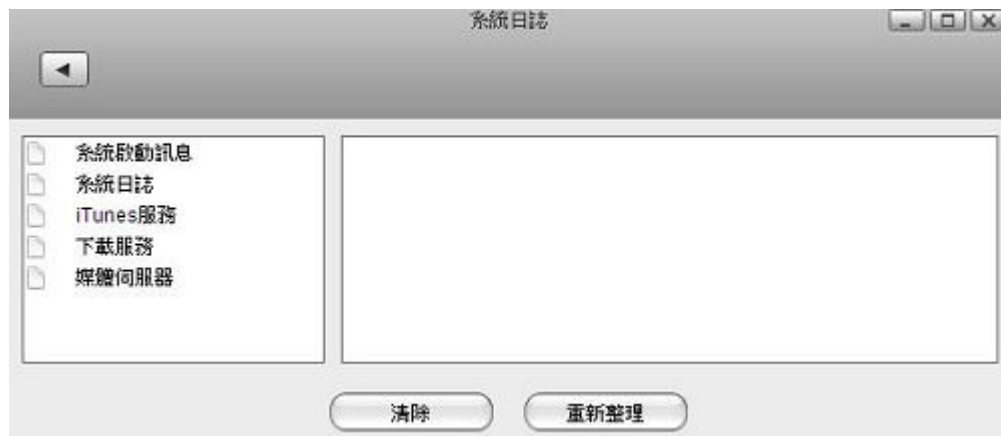 系統日誌
系統啟動訊息
系統日誌
iTunes服務
下載服務
媒體伺服器
清除
重新整理